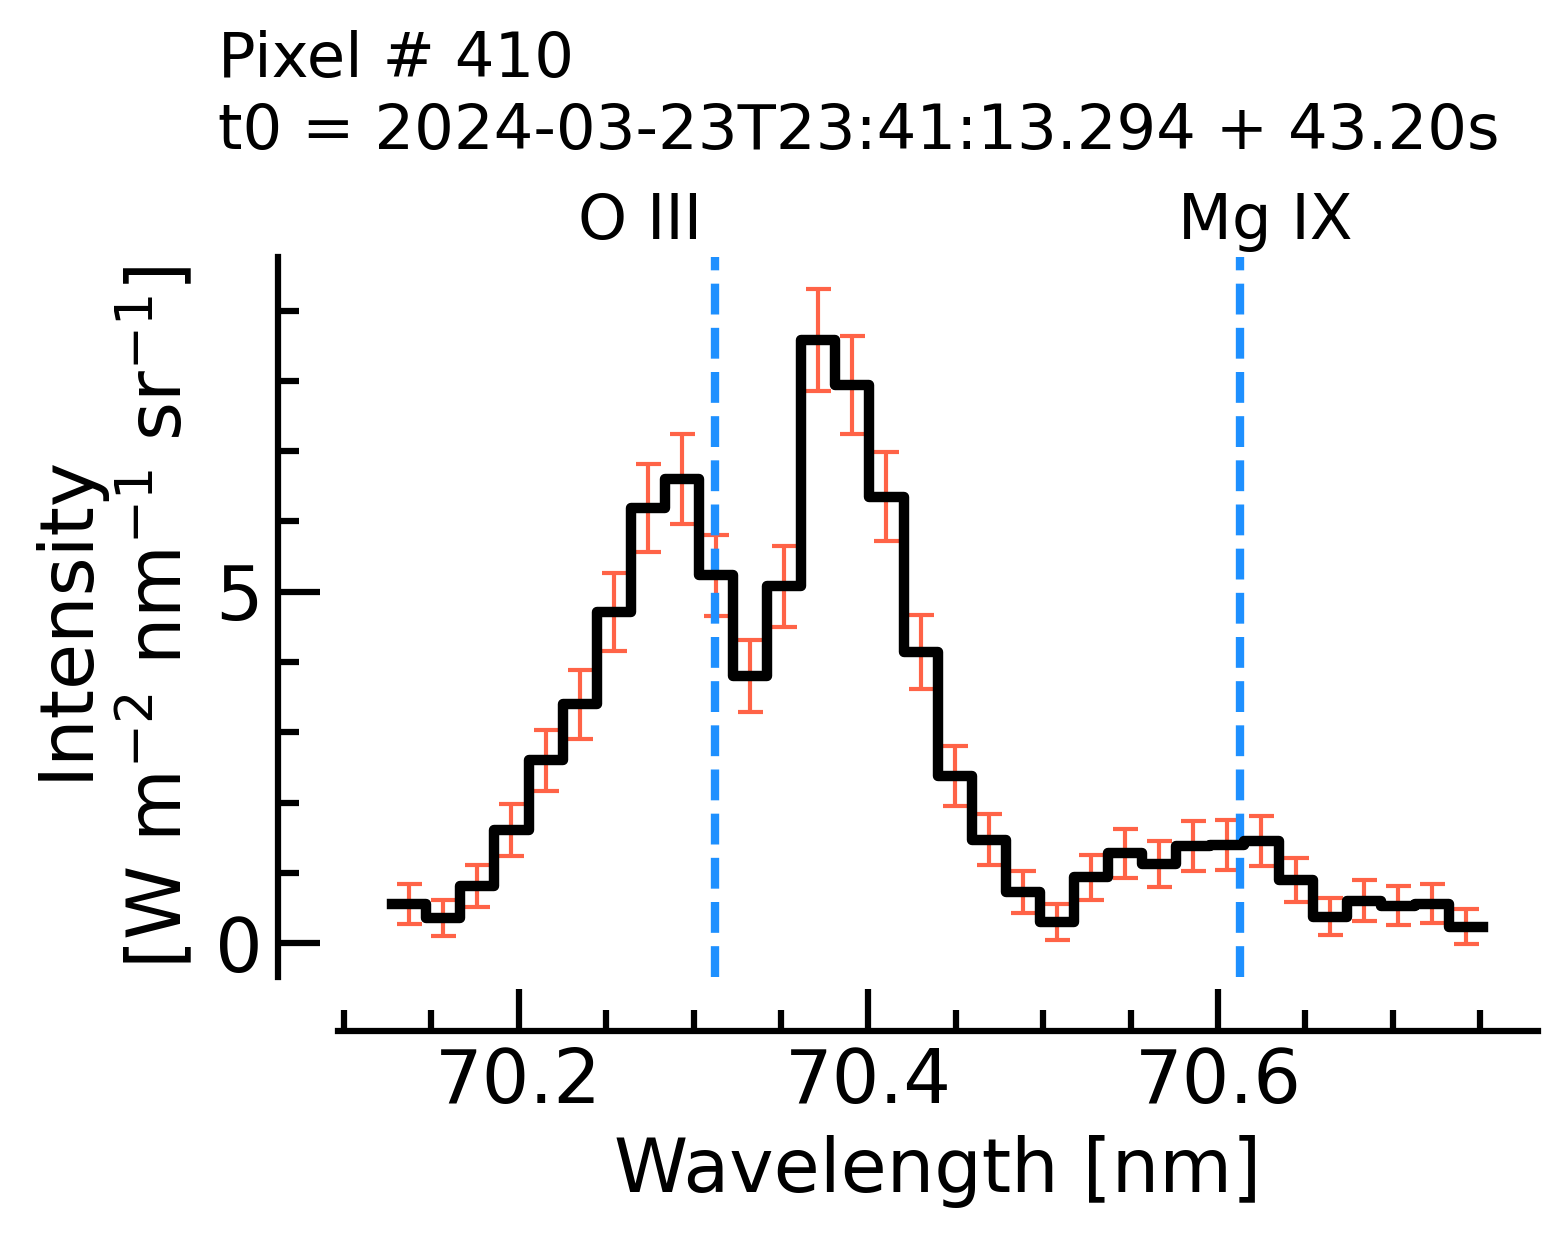 Pixel # 410
t0 = 2024-03-23T23:41:13.294 + 43.20s
O III Mg IX
Intensity
[W m⁻² nm⁻¹ sr⁻¹]
5
0
70.2 70.4 70.6
Wavelength [nm]